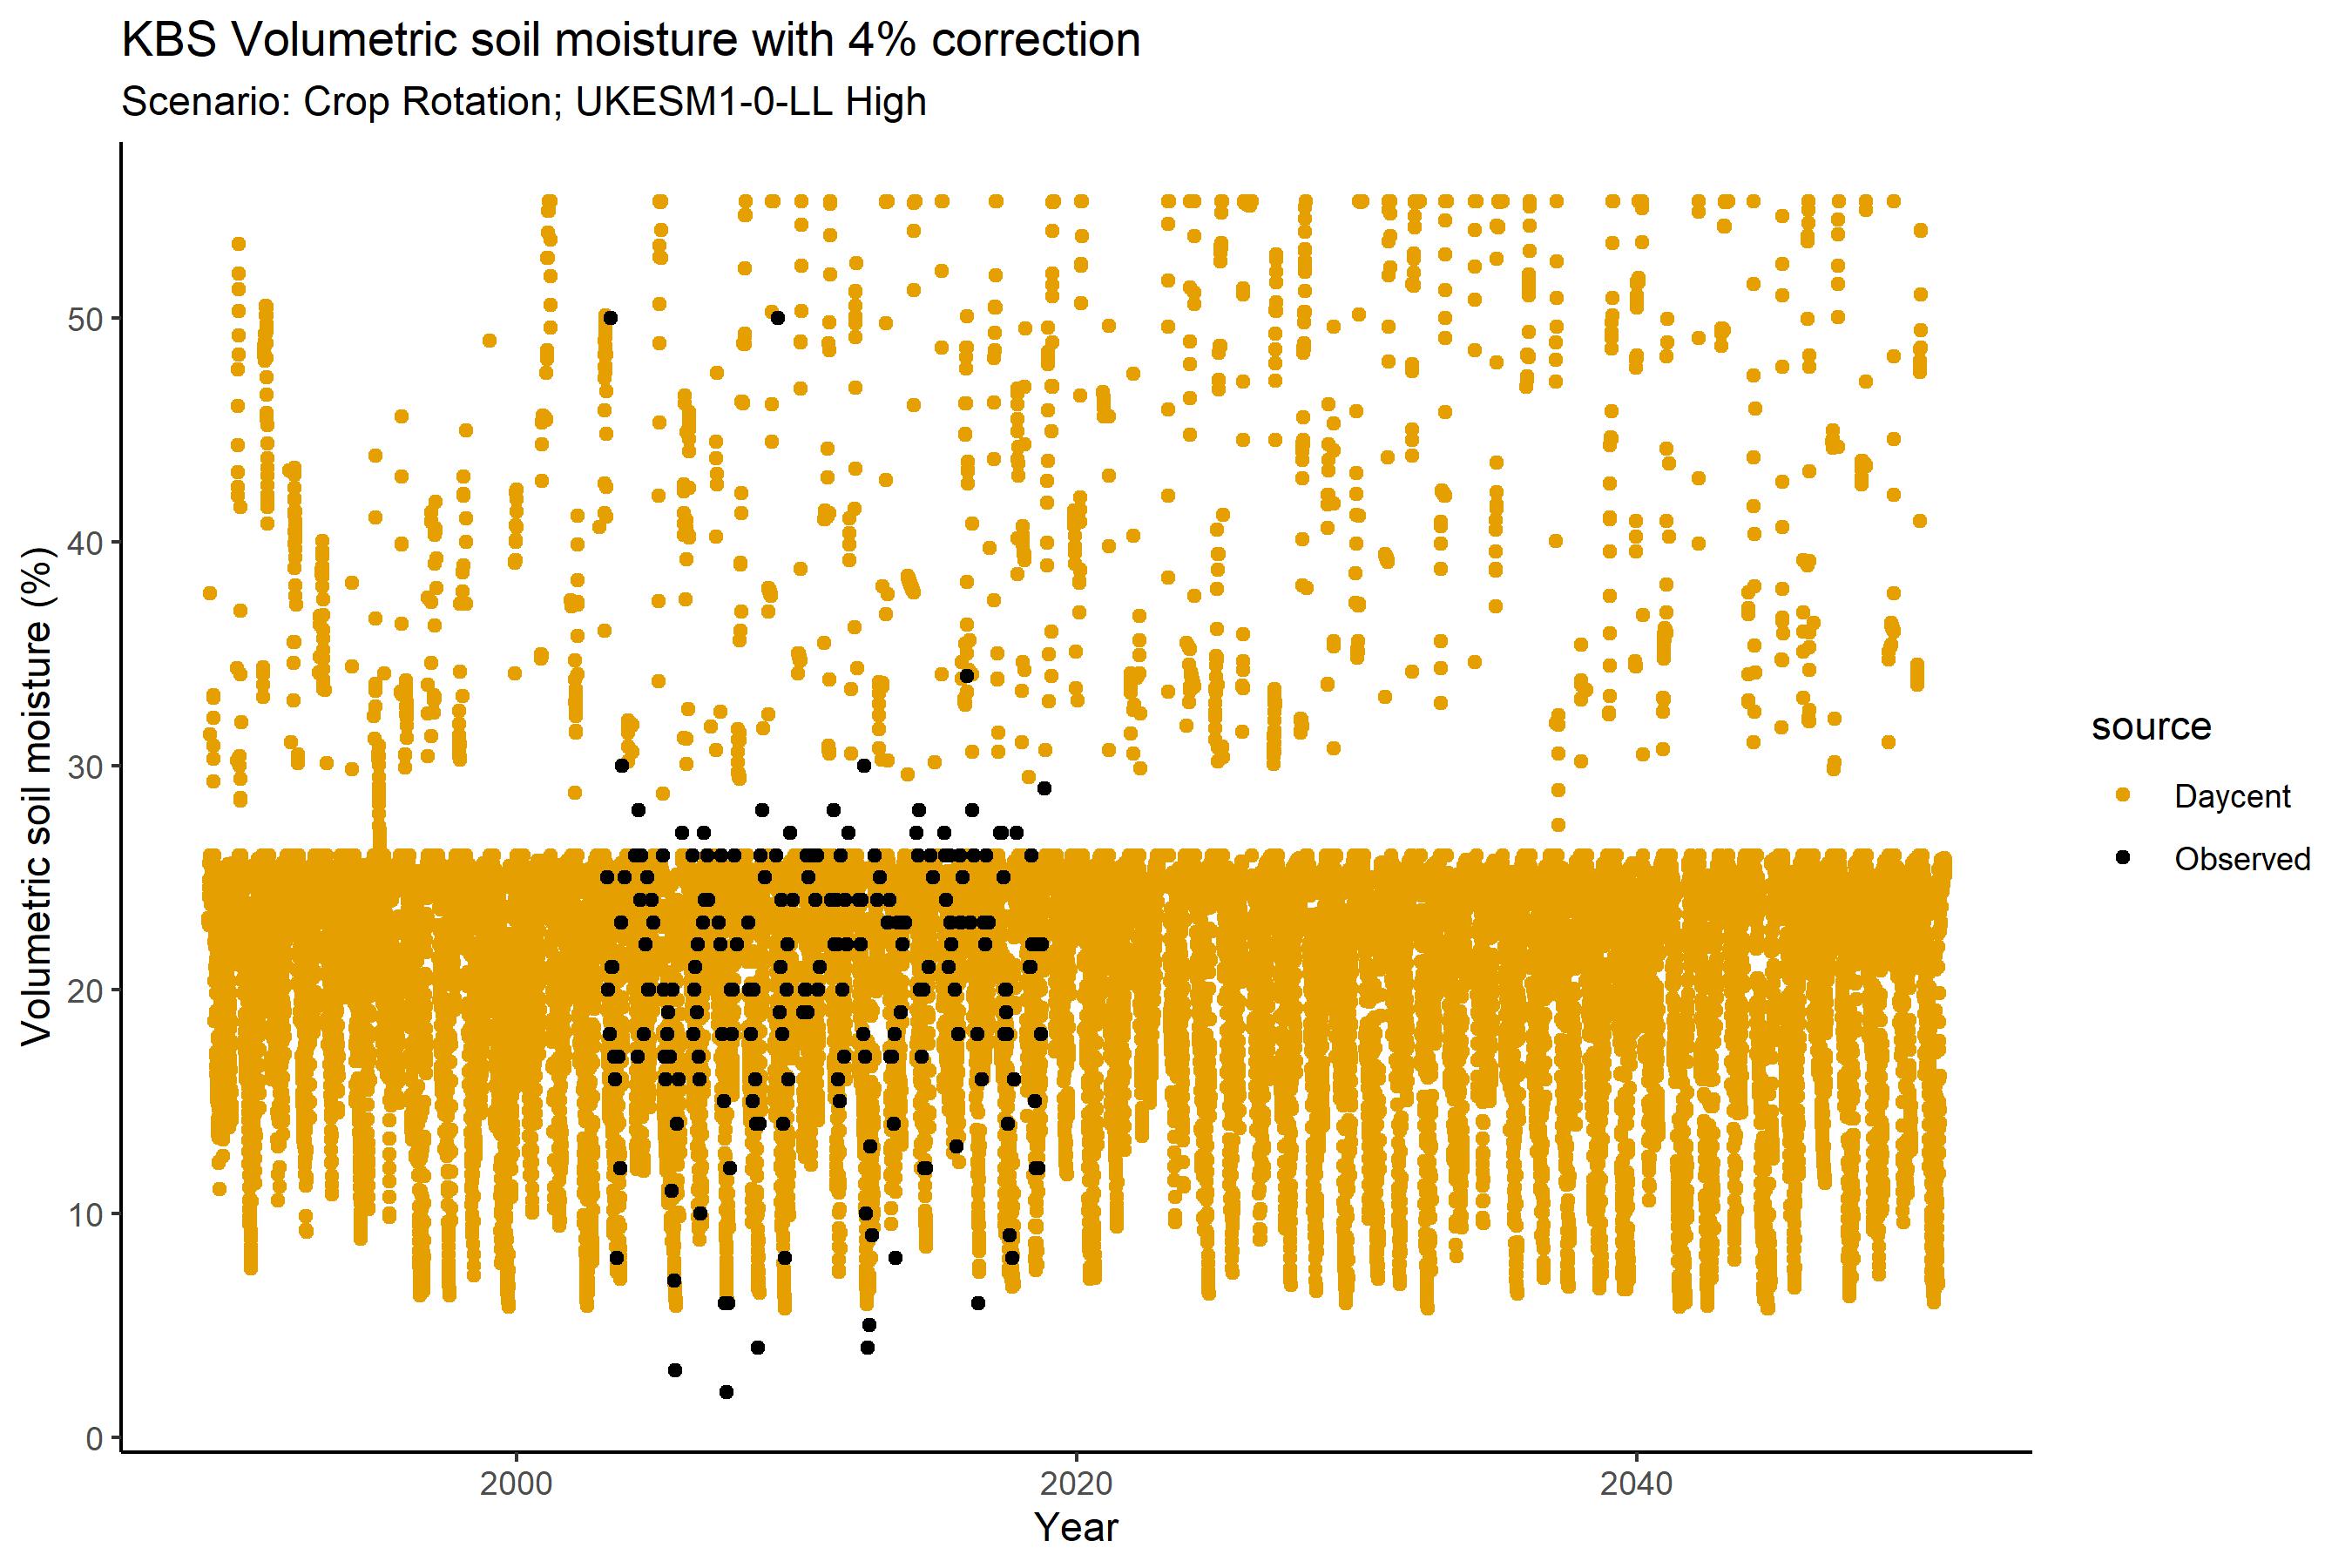 KBS Volumetric soil moisture with 4% correction
Scenario: Crop Rotation; UKESM1-0-LL High
Volumetric soil moisture (%)
50
40
30
20
10
0
2000
2020
2040
Year
source
Daycent
Observed